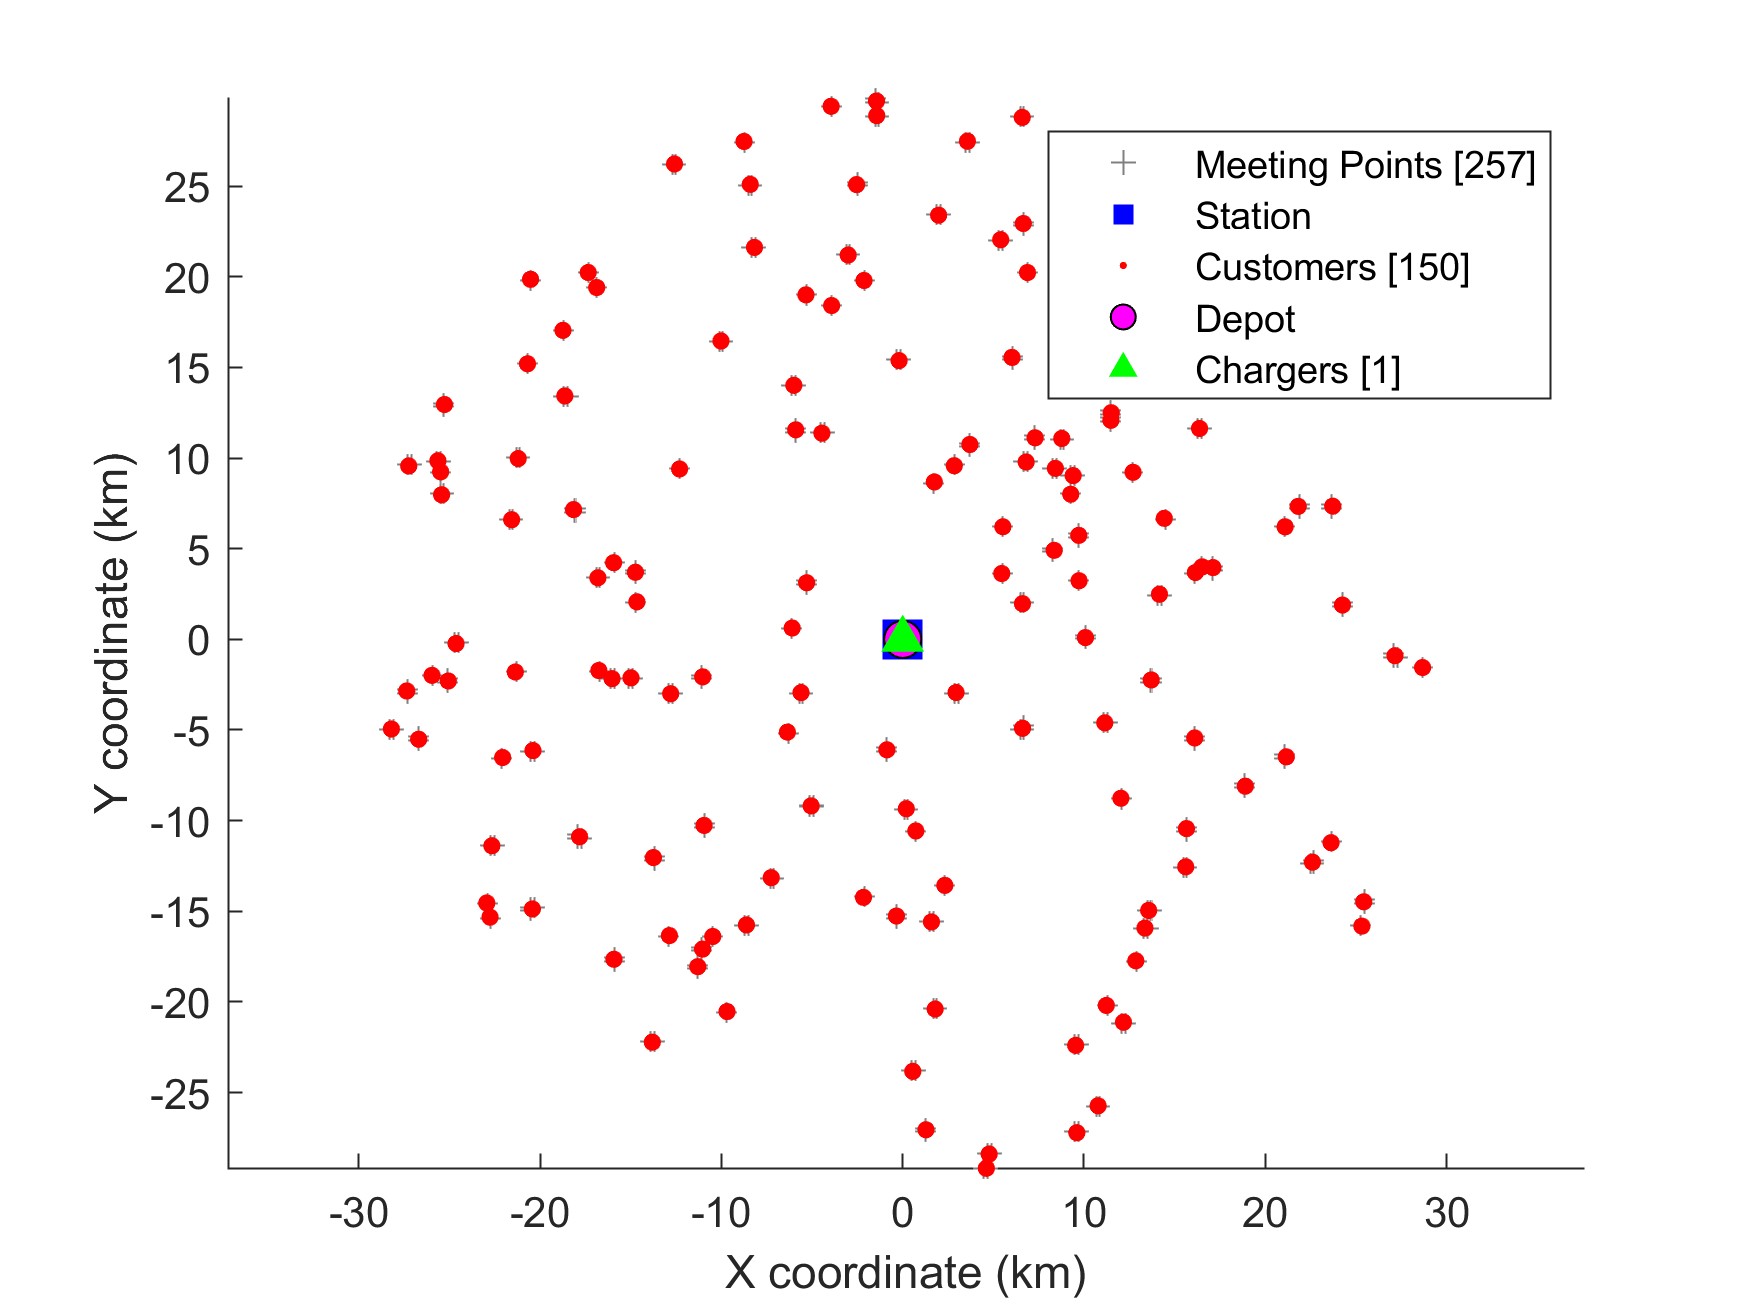 Meeting Points [257]
Station
Customers [150]
Depot
Chargers [1]
25
20
15
10
5
0
-5
-10
-15
-20
-25
Y coordinate (km)
-30 -20 -10 0 10 20 30
X coordinate (km)